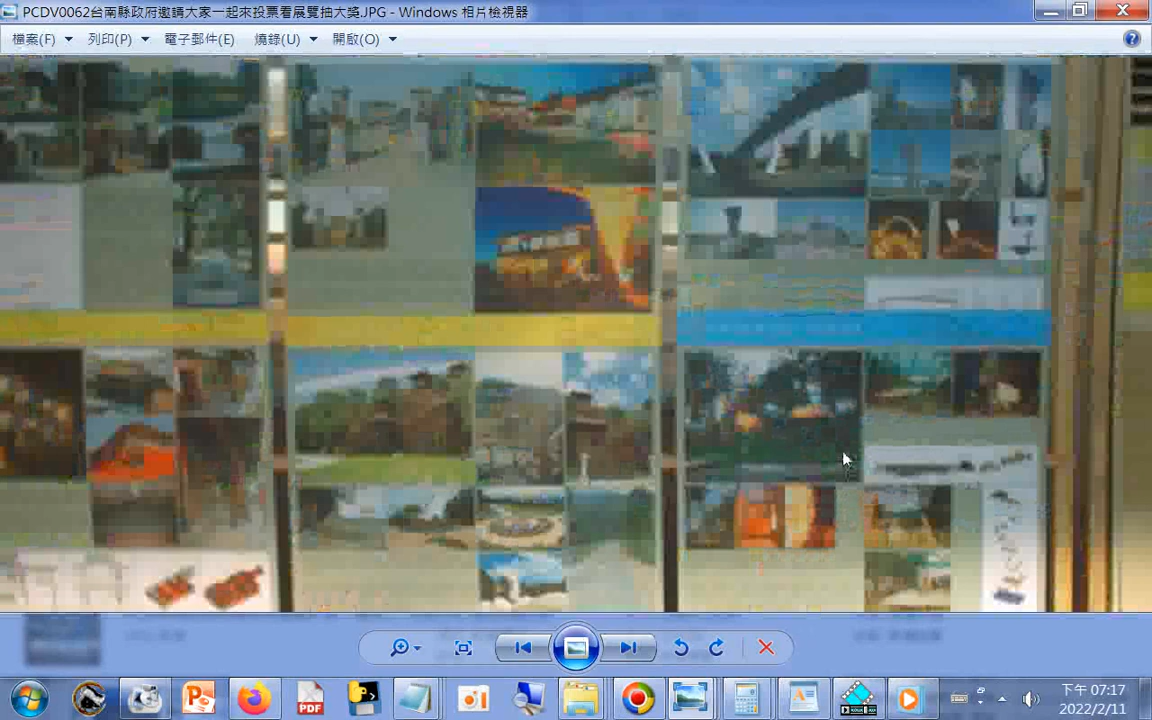 PCDV0062台南縣政府邀請大家一起來投票看展覽抽大獎.JPG - Windows 相片檢視器
檔案(F) 列印(P) 電子郵件(E) 燒錄(U) 開啟(O)
下午 07:17
2022/2/11
PDF